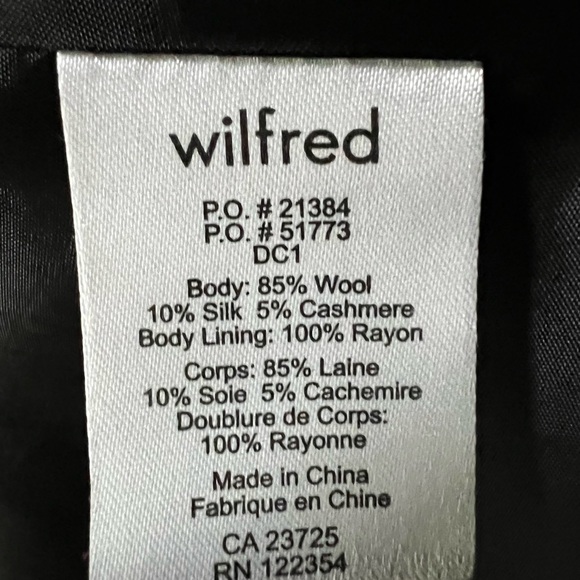 wilfred
P.O. # 21384
P.O. # 51773
DC1
Body: 85% Wool
10% Silk 5% Cashmere
Body Lining: 100% Rayon
Corps: 85% Laine
10% Soie 5% Cachemire
Doublure de Corps:
100% Rayonne
Made in China
Fabrique en Chine
CA 23725
RN 122354